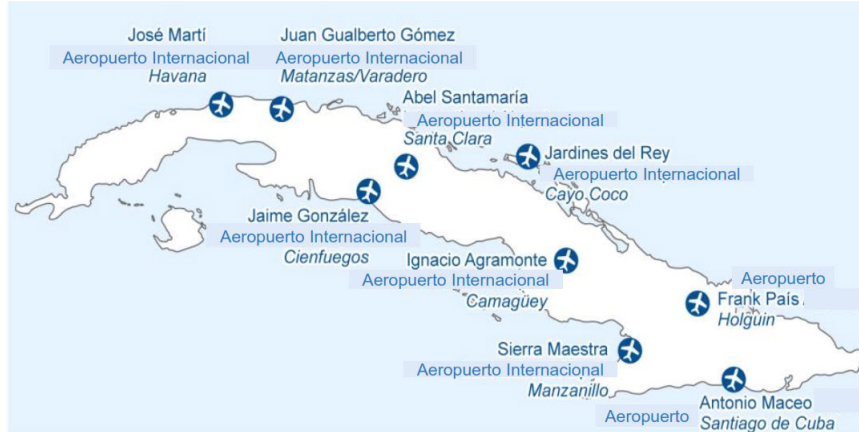 José Martí
Aeropuerto Internacional
Havana
Juan Gualberto Gómez
Aeropuerto Internacional
Matanzas/Varadero
Abel Santamaría
Aeropuerto Internacional
Santa Clara
Jardines del Rey
Aeropuerto Internacional
Cayo Coco
Jaime González
Aeropuerto Internacional
Cienfuegos
Ignacio Agramonte
Aeropuerto Internacional
Camagüey
Aeropuerto
Frank País
Holguin
Sierra Maestra
Aeropuerto Internacional
Manzanillo
Aeropuerto
Antonio Maceo
Santiago de Cuba